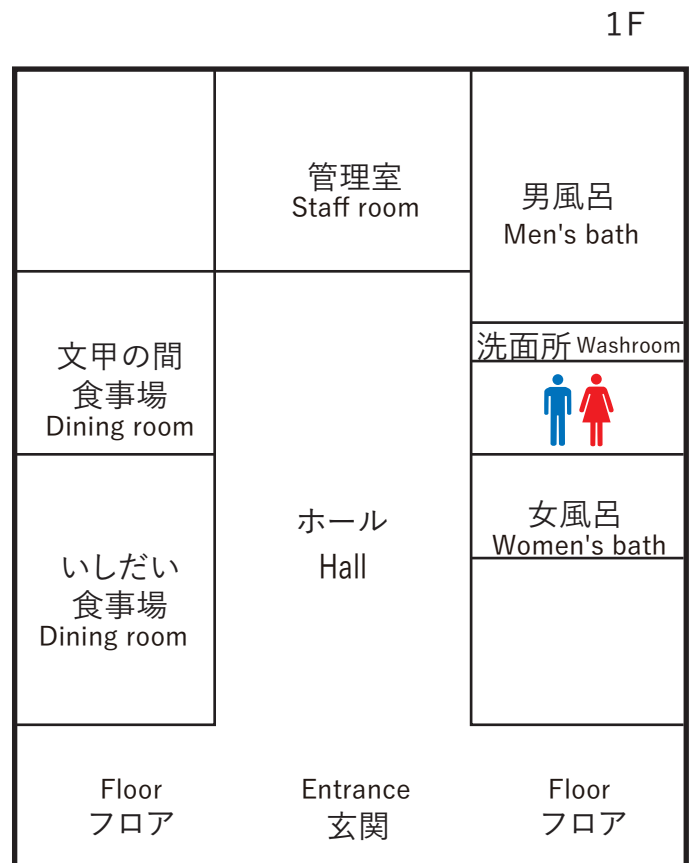 1F
管理室
Staff room
男風呂
Men's bath
文甲の間
食事場
Dining room
洗面所 Washroom
ホール
Hall
女風呂
Women's bath
いしだい
食事場
Dining room
Floor
フロア
Entrance
玄関
Floor
フロア